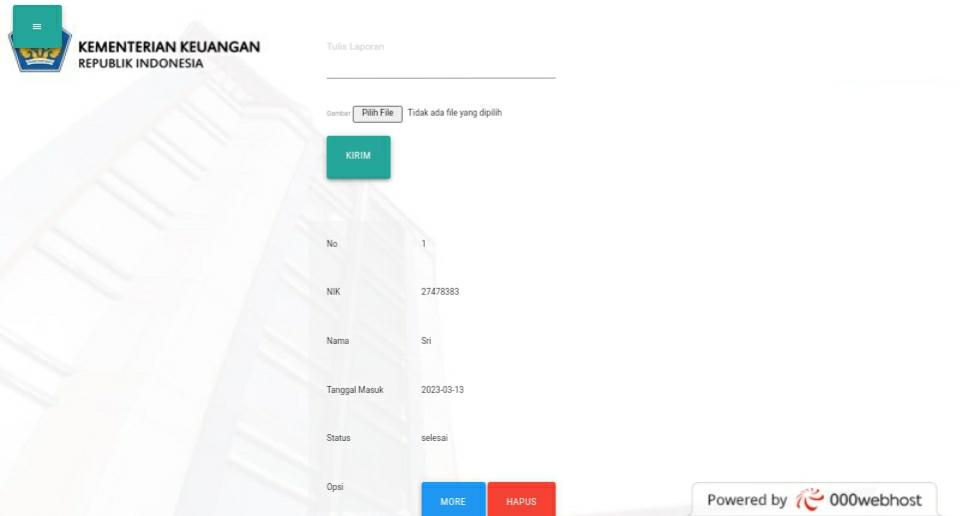 KEMENTERIAN KEUANGAN
REPUBLIK INDONESIA
Tulis Laporan
Gambar Pilih File Tidak ada file yang dipilih
KIRIM
No 1
NIK 27478383
Nama Sri
Tanggal Masuk 2023-03-13
Status selesai
Opsi
MORE HAPUS
Powered by 000webhost